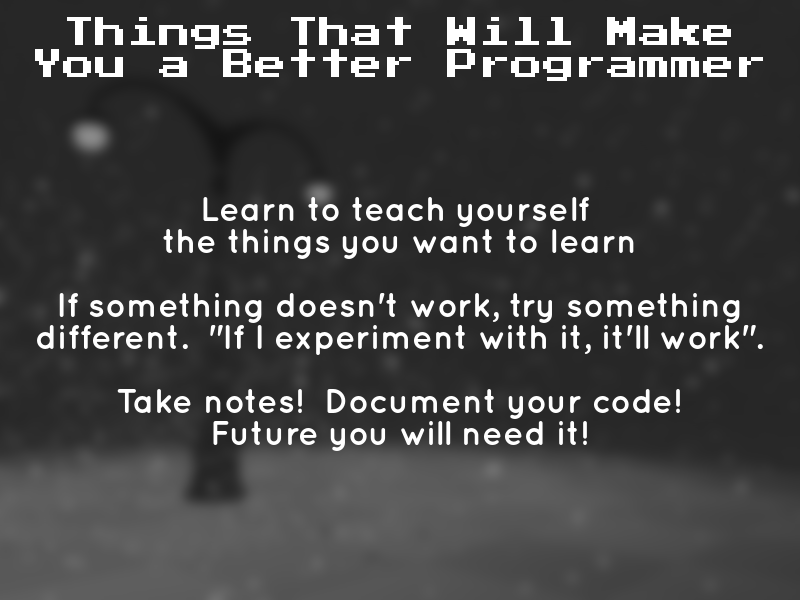 Things That Will Make
You a Better Programmer
Learn to teach yourself
the things you want to learn
If something doesn't work, try something
different.  "If I experiment with it, it'll work".
Take notes!  Document your code!
Future you will need it!